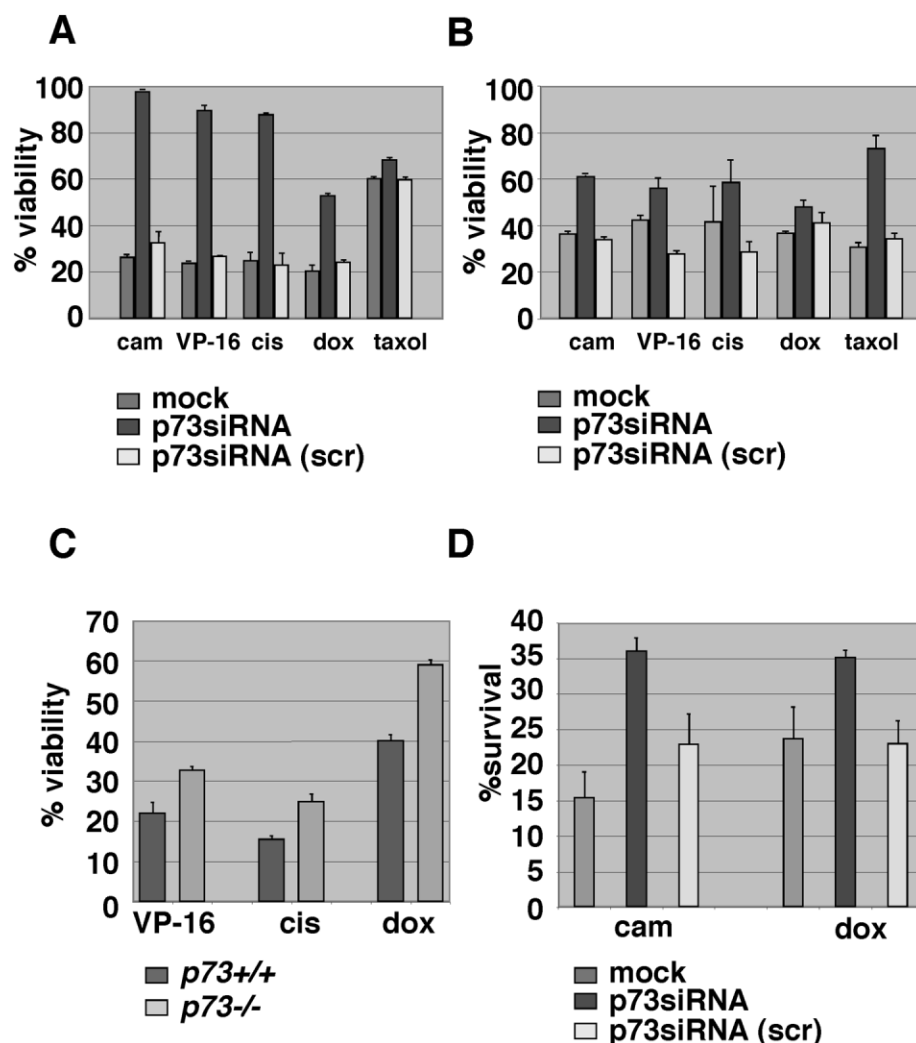 A
% viability
100
80
60
40
20
0
cam VP-16 cis dox taxol
mock
p73siRNA
p73siRNA (scr)
B
% viability
100
80
60
40
20
0
cam VP-16 cis dox taxol
mock
p73siRNA
p73siRNA (scr)
C
% viability
70
60
50
40
30
20
10
0
VP-16 cis dox
p73+/+
p73-/-
D
%survival
40
35
30
25
20
15
10
5
0
cam dox
mock
p73siRNA
p73siRNA (scr)